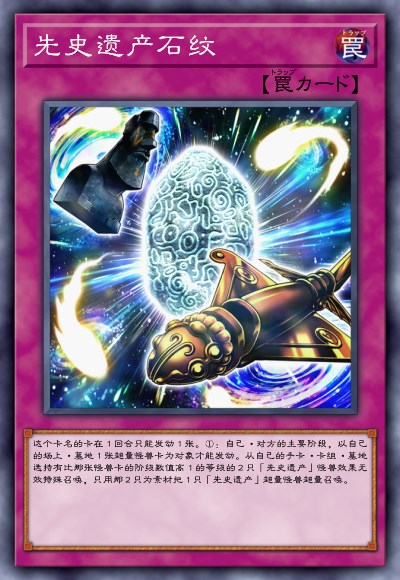 先史遗产石纹
トラップ
罠
トラップ
【罠カード】
这个卡名的卡在1回合只能发动1张。①:自己·对方的主要阶段,以自己
的场上·墓地1张超量怪兽卡为对象才能发动。从自己的手卡·卡组·墓地
选持有比那张怪兽卡的阶级数值高1的等级的2只「先史遗产」怪兽效果无
效特殊召唤,只用那2只为素材把1只「先史遗产」超量怪兽超量召唤。